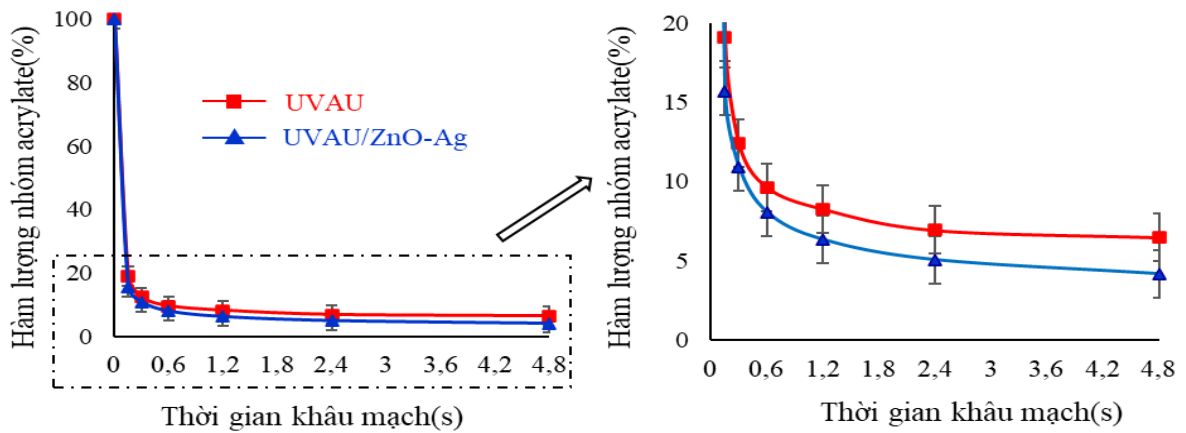 Hàm lượng nhóm acrylate(%)
100
80
60
40
20
0
UVAU
UVAU/ZnO-Ag
0 0,6 1,2 1,8 2,4 3 3,6 4,2 4,8
Thời gian khâu mạch(s)
Hàm lượng nhóm acrylate(%)
20
15
10
5
0
0 0,6 1,2 1,8 2,4 3 3,6 4,2 4,8
Thời gian khâu mạch(s)